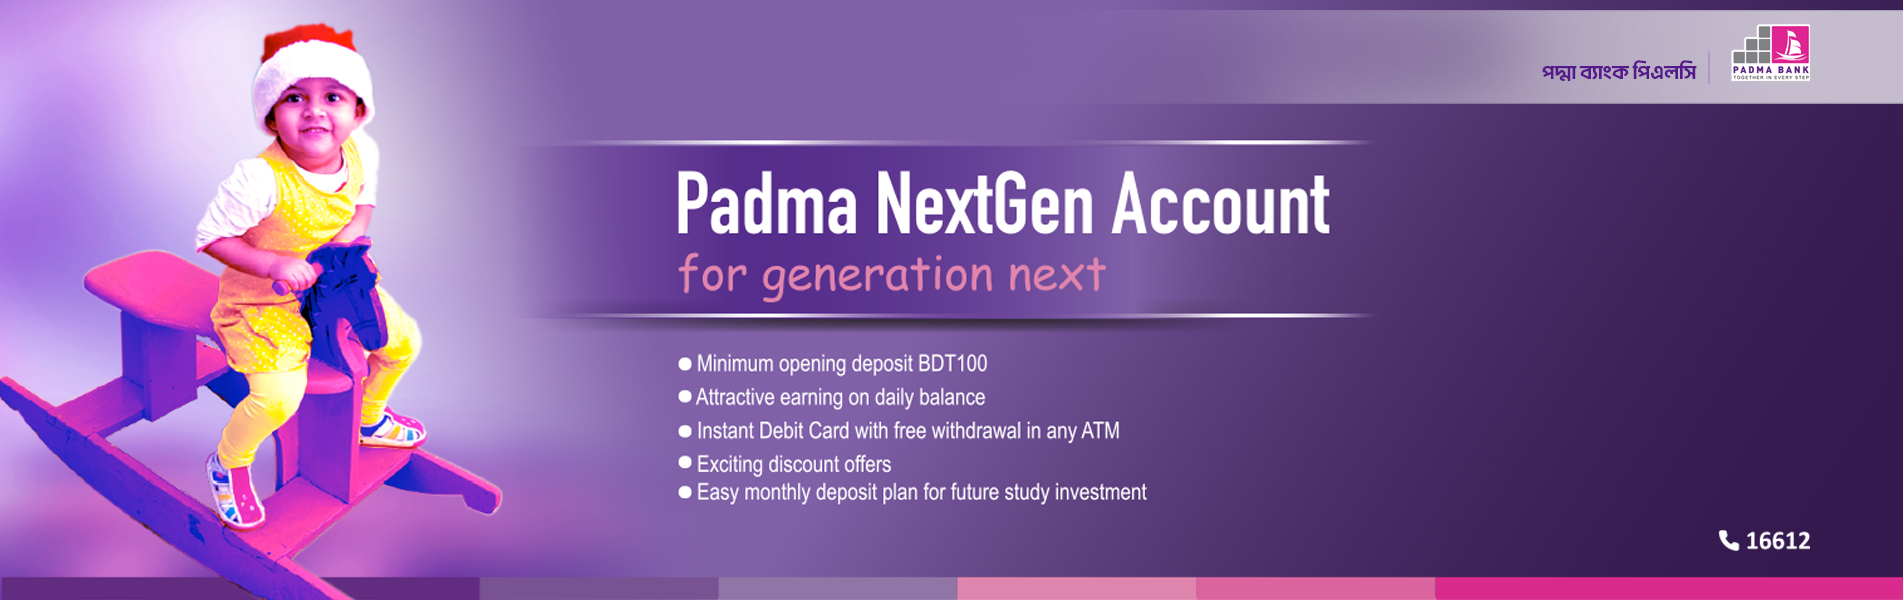 পদ্মা ব্যাংক পিএলসি
PADMA BANK
TOGETHER IN EVERY STEP
Padma NextGen Account
for generation next
Minimum opening deposit BDT100
Attractive earning on daily balance
Instant Debit Card with free withdrawal in any ATM
Exciting discount offers
Easy monthly deposit plan for future study investment
16612